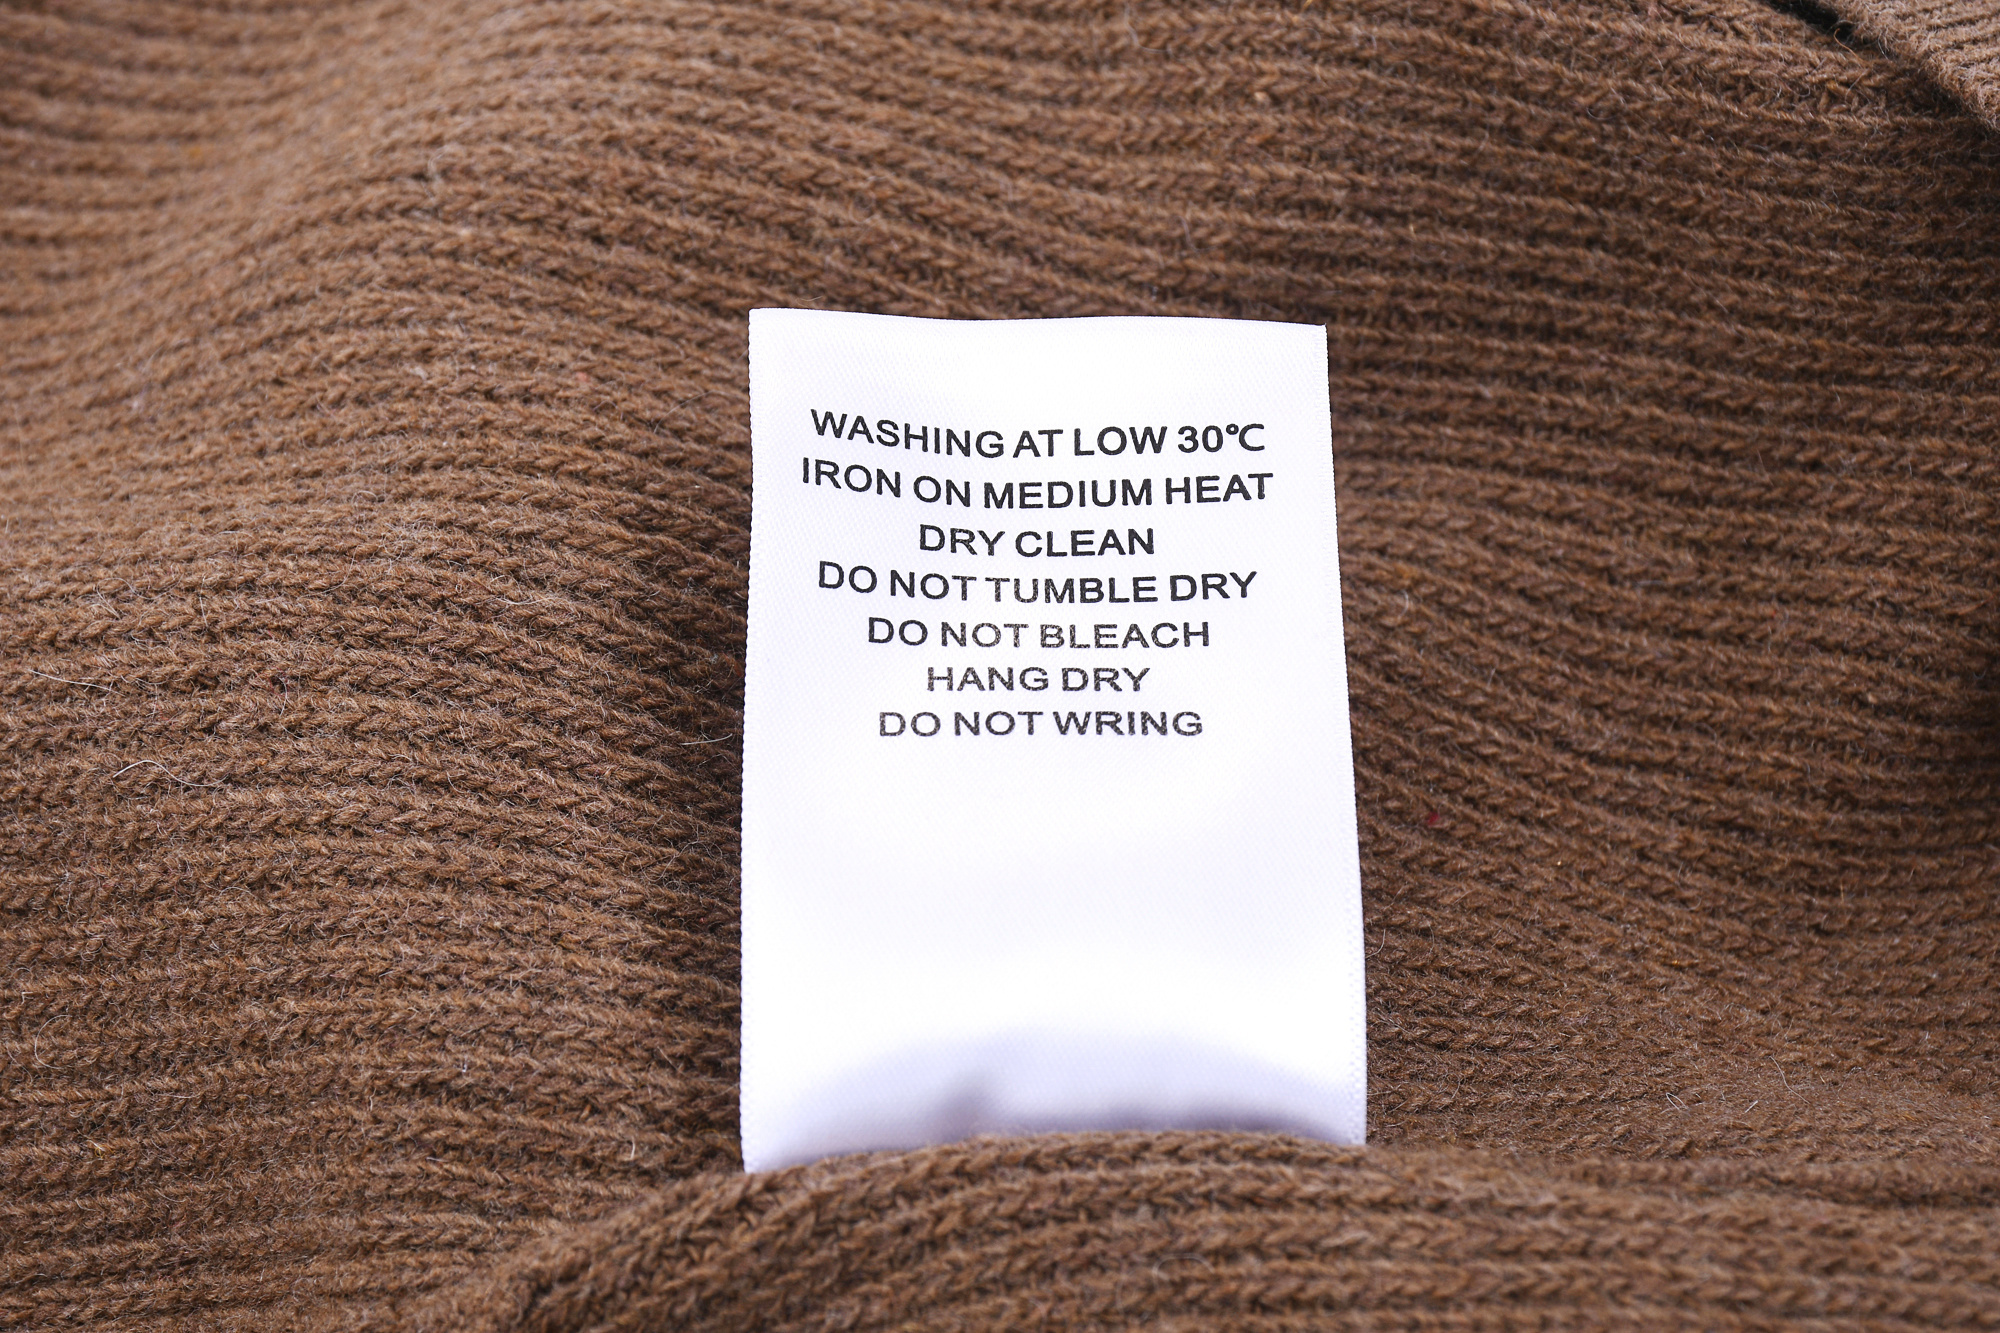 WASHING AT LOW 30℃
IRON ON MEDIUM HEAT
DRY CLEAN
DO NOT TUMBLE DRY
DO NOT BLEACH
HANG DRY
DO NOT WRING